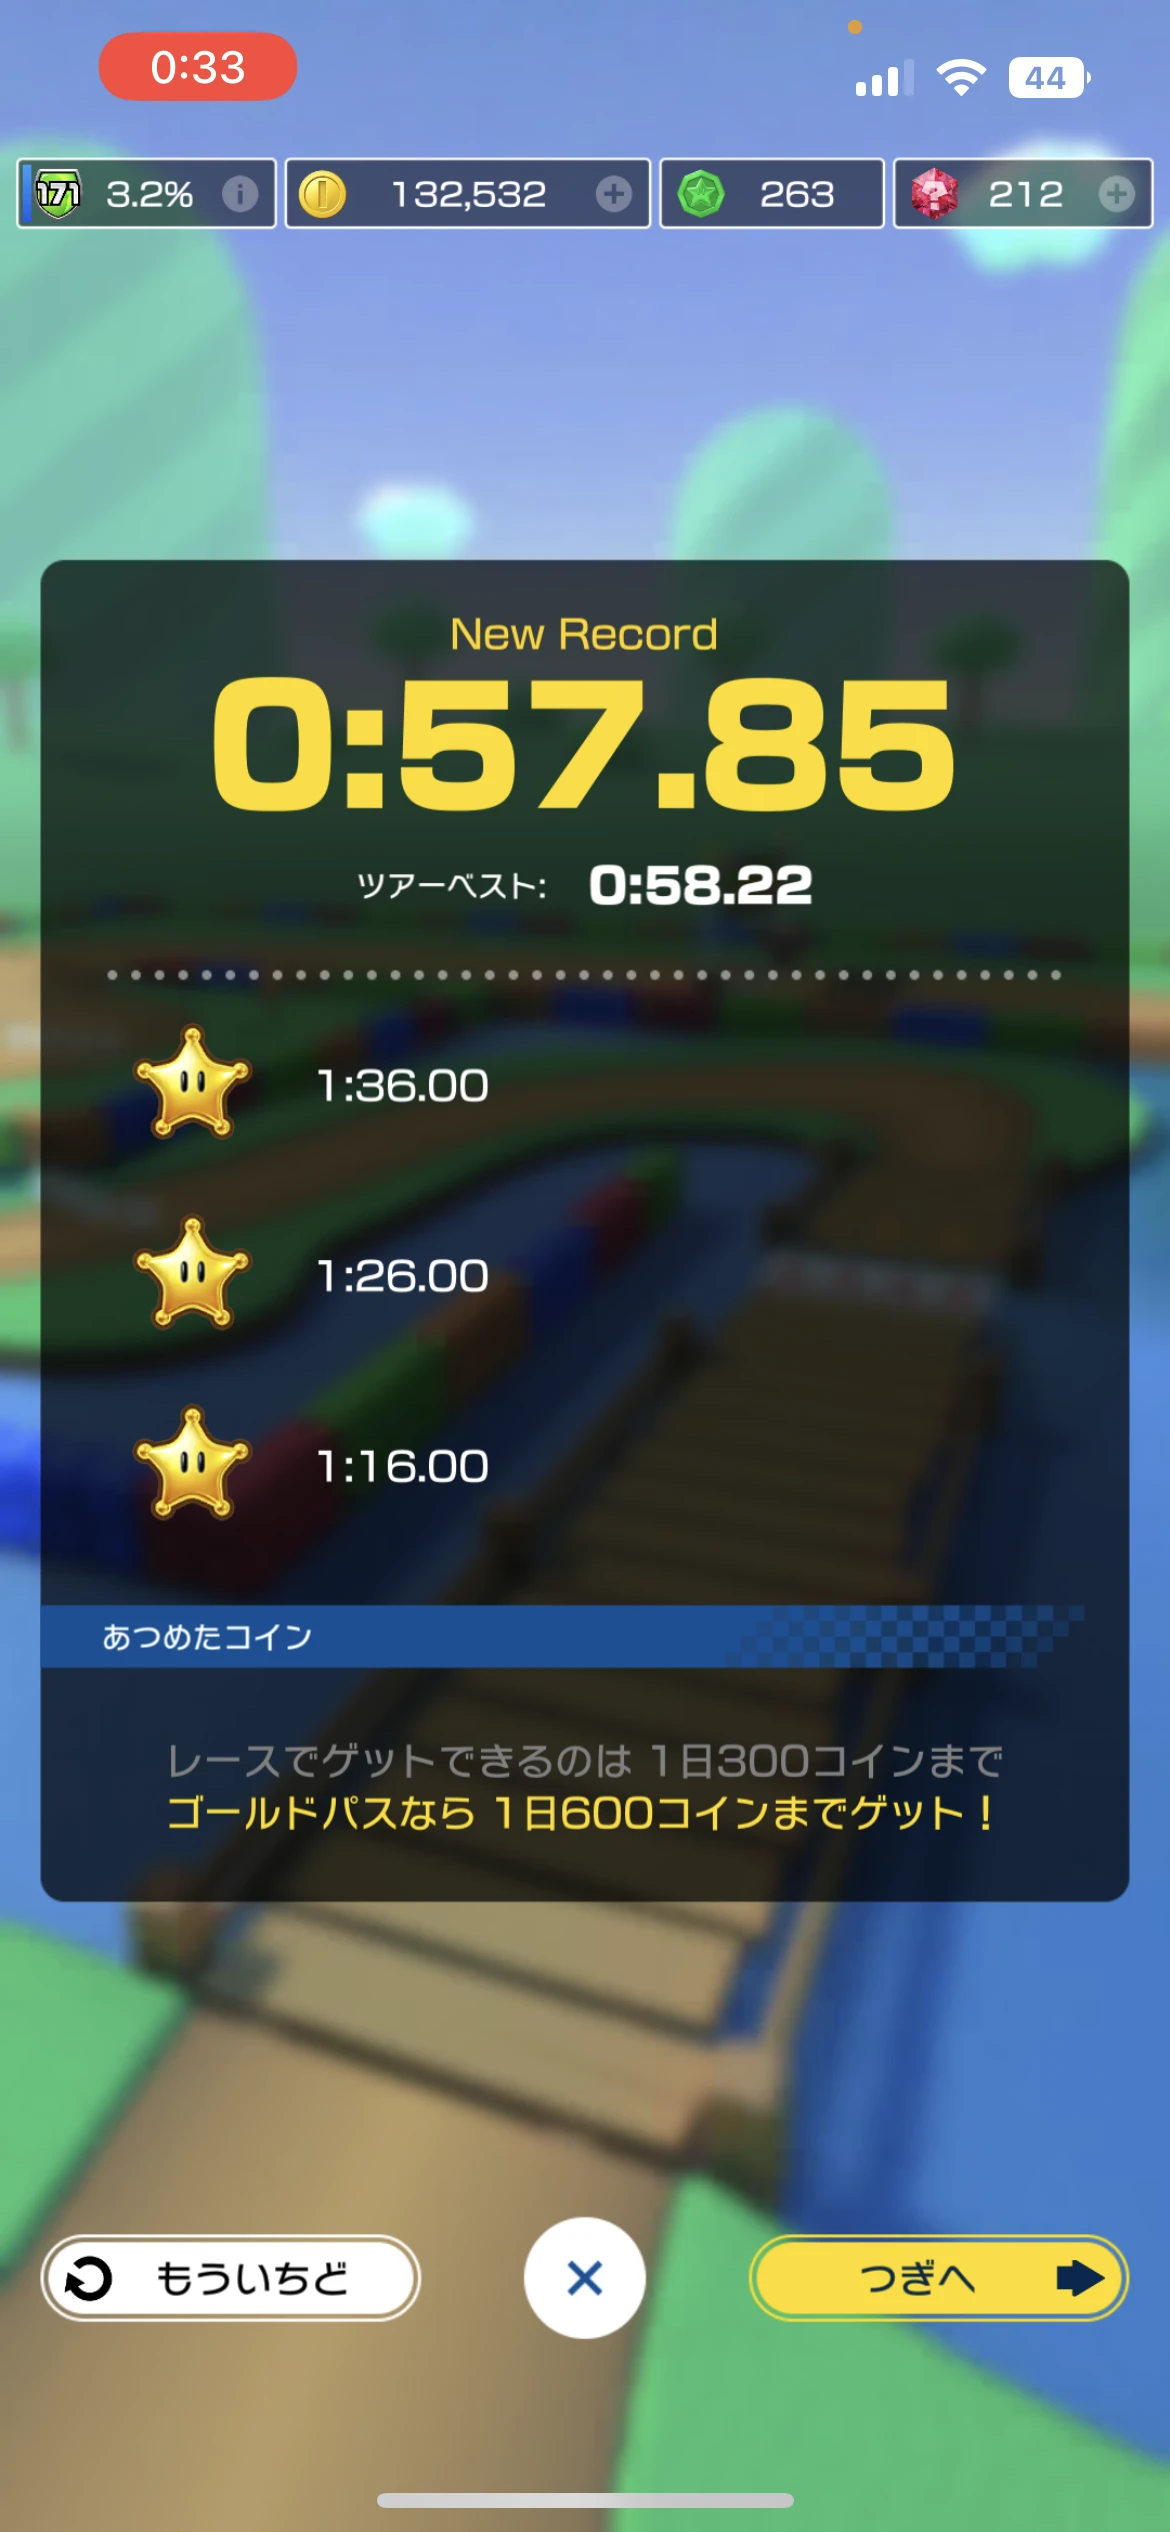 0:33
44
171 3.2% i 132,532 + 263 ? 212 +
New Record
0:57.85
ツアーベスト: 0:58.22
1:36.00
1:26.00
1:16.00
あつめたコイン
レースでゲットできるのは 1日300コインまで
ゴールドパスなら 1日600コインまでゲット！
もういちど
×
つぎへ